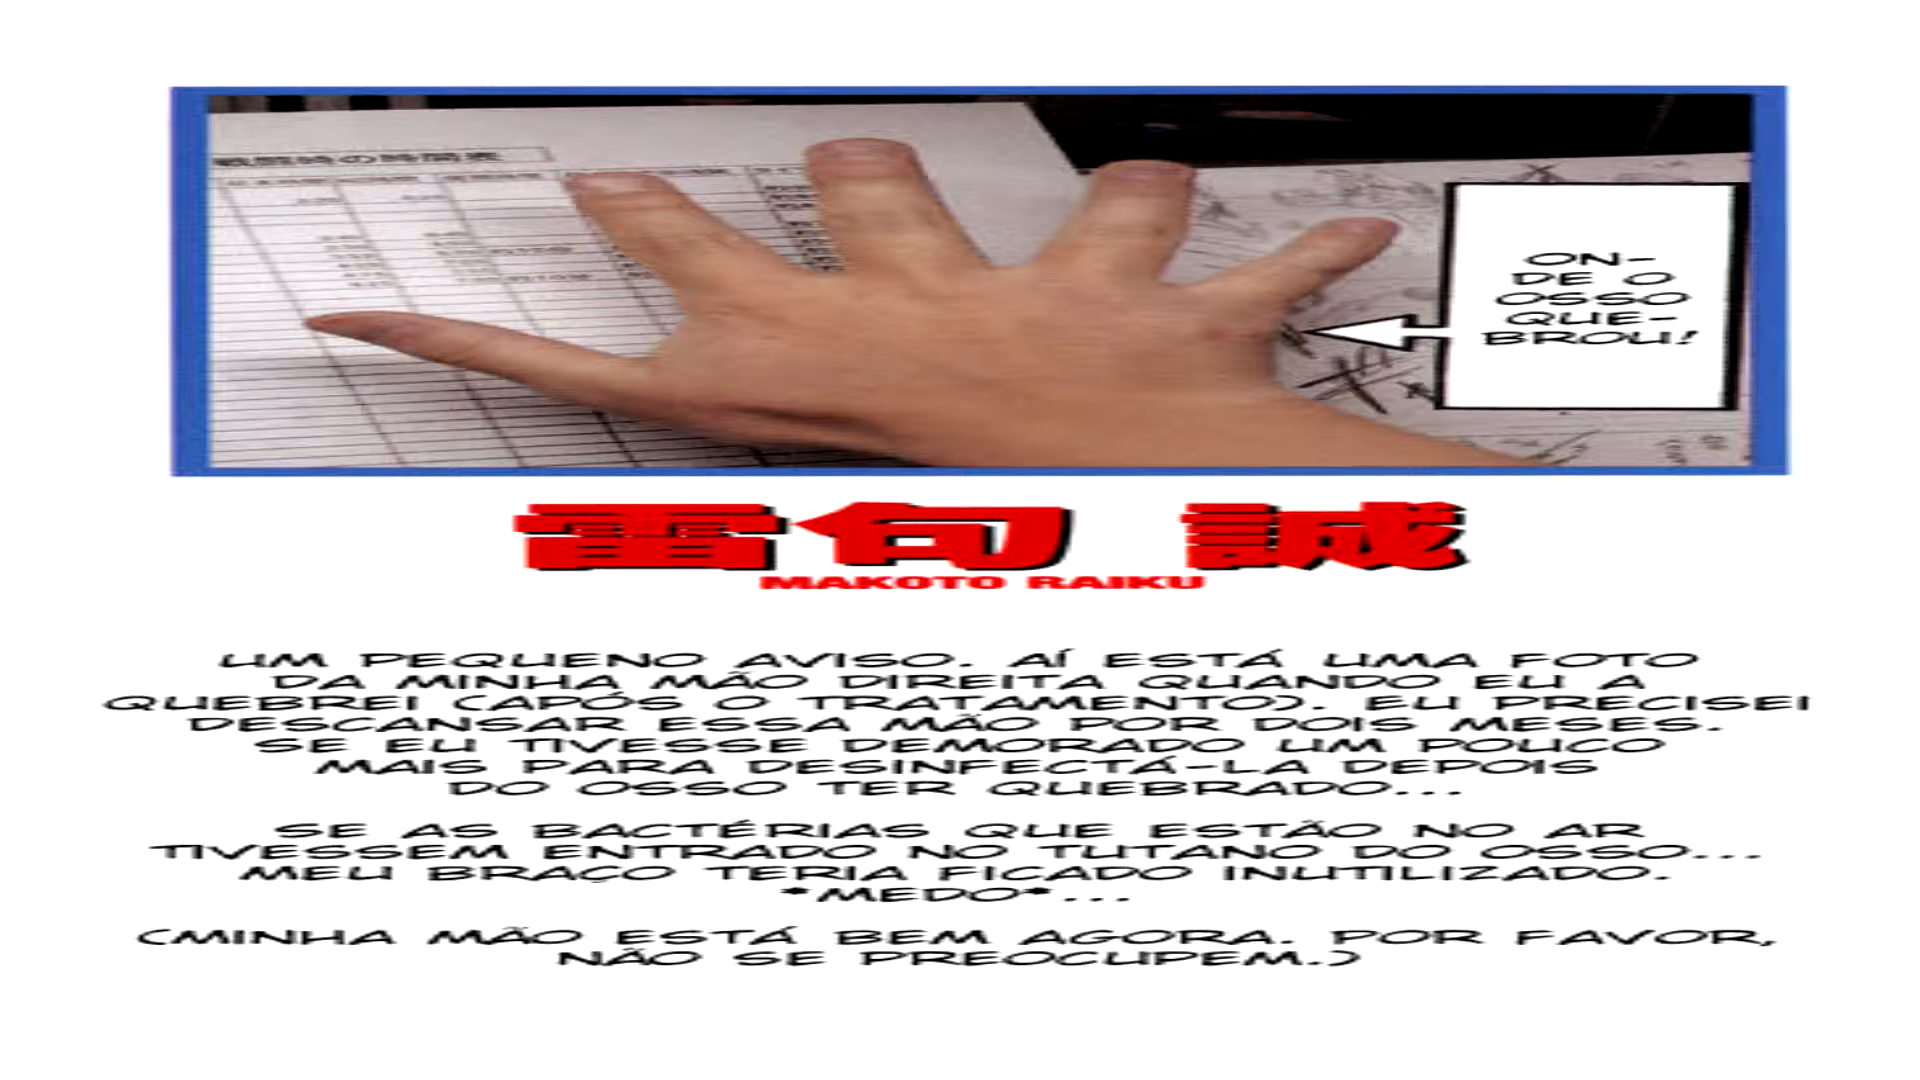 ON-
DE O
OSSO
QUE-
BROU!
雷句 誠
MAKOTO RAIKU
UM PEQUENO AVISO. AÍ ESTÁ UMA FOTO
DA MINHA MÃO DIREITA QUANDO EU A
QUEBREI (APÓS O TRATAMENTO). EU PRECISEI
DESCANSAR ESSA MÃO POR DOIS MESES.
SE EU TIVESSE DEMORADO UM POUCO
MAIS PARA DESINFECTÁ-LA DEPOIS
DO OSSO TER QUEBRADO...
SE AS BACTÉRIAS QUE ESTÃO NO AR
TIVESSEM ENTRADO NO TUTANO DO OSSO...
MEU BRAÇO TERIA FICADO INUTILIZADO.
*MEDO*...
(MINHA MÃO ESTÁ BEM AGORA. POR FAVOR,
NÃO SE PREOCUPEM.)